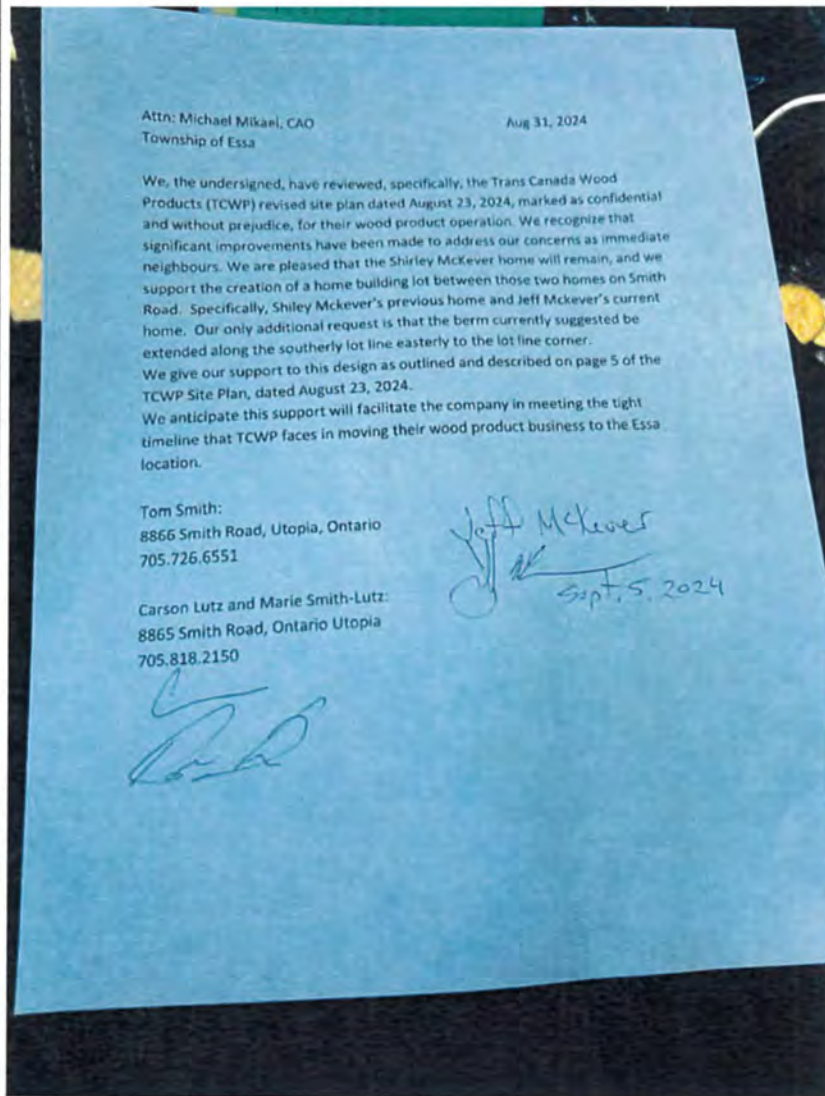 Attn: Michael Mikael, CAO
Aug 31, 2024
Township of Essa
We, the undersigned, have reviewed, specifically, the Trans Canada Wood
Products (TCWP) revised site plan dated August 23, 2024, marked as confidential
and without prejudice, for their wood product operation. We recognize that
significant improvements have been made to address our concerns as immediate
neighbours. We are pleased that the Shirley McKever home will remain, and we
support the creation of a home building lot between those two homes on Smith
Road. Specifically, Shiley Mckever's previous home and Jeff Mckever's current
home. Our only additional request is that the berm currently suggested be
extended along the southerly lot line easterly to the lot line corner.
We give our support to this design as outlined and described on page 5 of the
TCWP Site Plan, dated August 23, 2024.
We anticipate this support will facilitate the company in meeting the tight
timeline that TCWP faces in moving their wood product business to the Essa
location.
Tom Smith:
8866 Smith Road, Utopia, Ontario
705.726.6551
Jeff McKever
Sept. 5, 2024
Carson Lutz and Marie Smith-Lutz:
8865 Smith Road, Ontario Utopia
705.818.2150